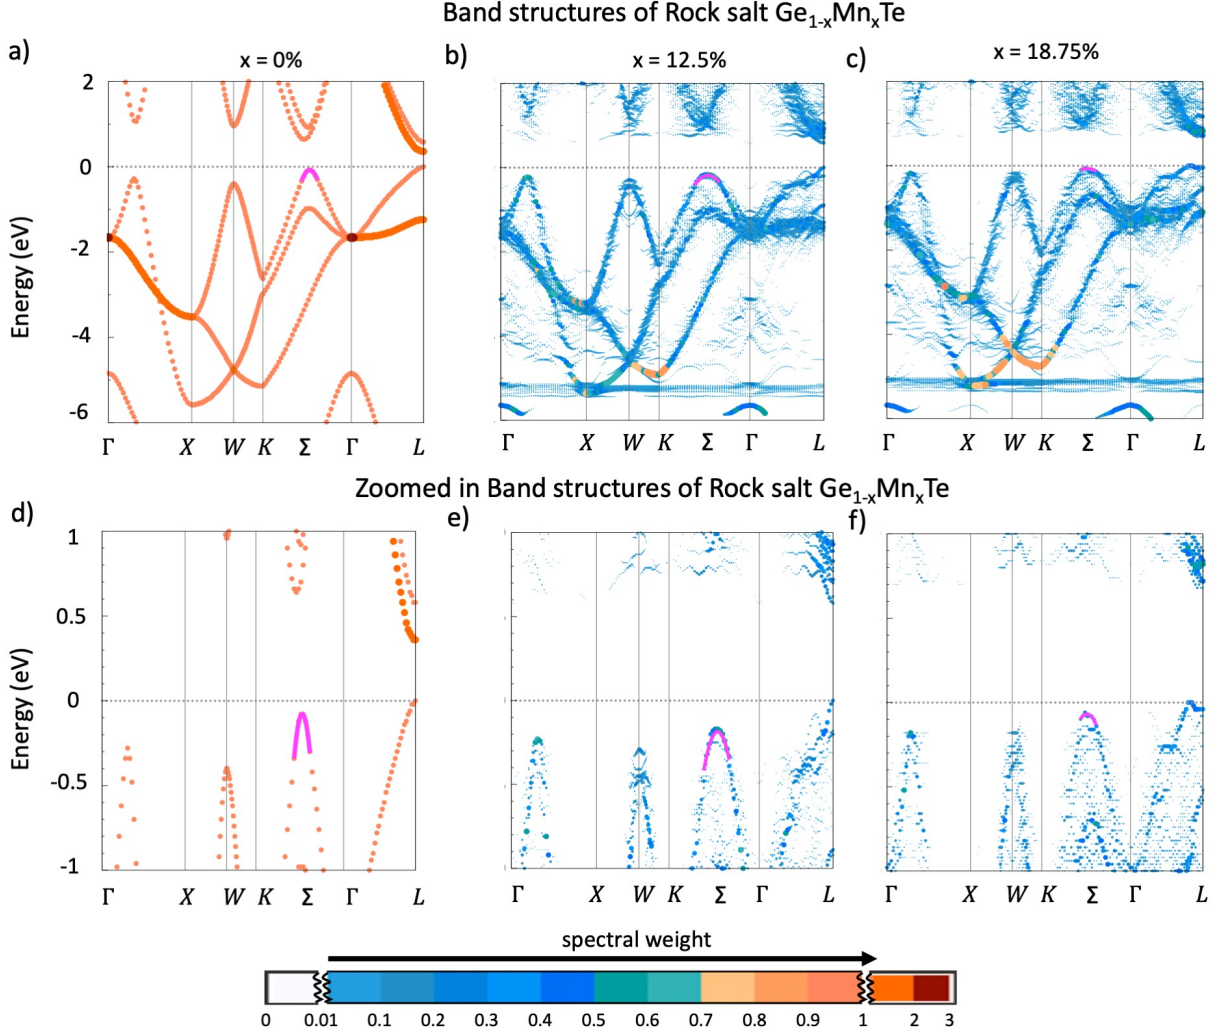 Band structures of Rock salt Ge1-xMnxTe
a) x = 0% b) x = 12.5% c) x = 18.75%
2
0
-2
-4
-6
Energy (eV)
Γ X W K Σ Γ L Γ X W K Σ Γ L Γ X W K Σ Γ L
Zoomed in Band structures of Rock salt Ge1-xMnxTe
d) e) f)
1
0.5
0
-0.5
-1
Energy (eV)
Γ X W K Σ Γ L Γ X W K Σ Γ L Γ X W K Σ Γ L
spectral weight
0 0.01 0.1 0.2 0.3 0.4 0.5 0.6 0.7 0.8 0.9 1 2 3